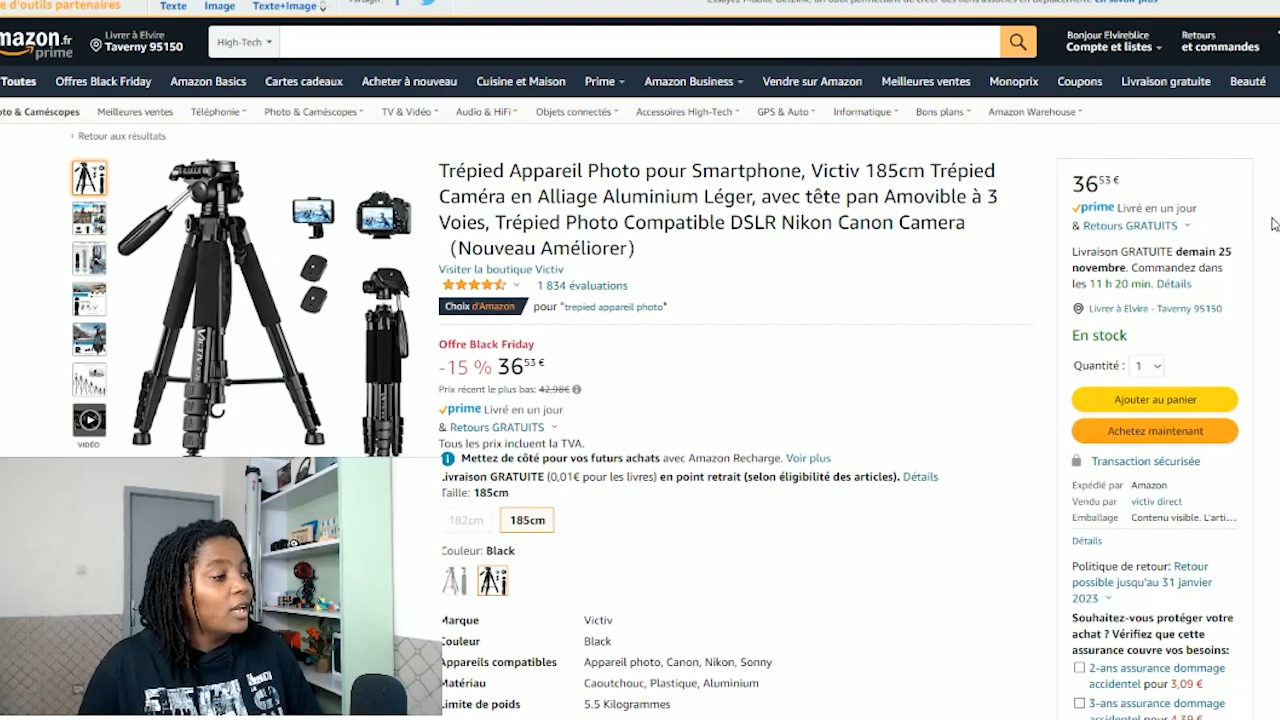 e d'outils partenaires
Texte Image Texte+Image
mazon.fr
prime
Livrer à Elvire
Taverny 95150
High-Tech
Bonjour Elvireblice
Compte et listes
Retours
et commandes
Toutes Offres Black Friday Amazon Basics Cartes cadeaux Acheter à nouveau Cuisine et Maison Prime Amazon Business Vendre sur Amazon Meilleures ventes Monoprix Coupons Livraison gratuite Beauté
oto & Caméscopes Meilleures ventes Téléphonie Photo & Caméscopes TV & Vidéo Audio & HiFi Objets connectés Accessoires High-Tech GPS & Auto Informatique Bons plans Amazon Warehouse
‹ Retour aux résultats
VIDÉO
VICTIV
Trépied Appareil Photo pour Smartphone, Victiv 185cm Trépied
Caméra en Alliage Aluminium Léger, avec tête pan Amovible à 3
Voies, Trépied Photo Compatible DSLR Nikon Canon Camera
（Nouveau Améliorer）
Visiter la boutique Victiv
1 834 évaluations
Choix d'Amazon pour "trepied appareil photo"
Offre Black Friday
-15 % 36,53 €
Prix récent le plus bas: 42,98€
prime Livré en un jour
& Retours GRATUITS
Tous les prix incluent la TVA.
Mettez de côté pour vos futurs achats avec Amazon Recharge. Voir plus
Livraison GRATUITE (0,01€ pour les livres) en point retrait (selon éligibilité des articles). Détails
Taille: 185cm
182cm 185cm
Couleur: Black
Marque Victiv
Couleur Black
Appareils compatibles Appareil photo, Canon, Nikon, Sonny
Matériau Caoutchouc, Plastique, Aluminium
Limite de poids 5.5 Kilogrammes
36,53 €
prime Livré en un jour
& Retours GRATUITS
Livraison GRATUITE demain 25
novembre. Commandez dans
les 11 h 20 min. Détails
Livrer à Elvire - Taverny 95150
En stock
Quantité : 1
Ajouter au panier
Achetez maintenant
Transaction sécurisée
Expédié par Amazon
Vendu par victiv direct
Emballage Contenu visible. L'arti...
Détails
Politique de retour: Retour
possible jusqu'au 31 janvier
2023
Souhaitez-vous protéger votre
achat ? Vérifiez que cette
assurance couvre vos besoins:
2-ans assurance dommage
accidentel pour 3,09 €
3-ans assurance dommage
accidentel pour 4,39 €